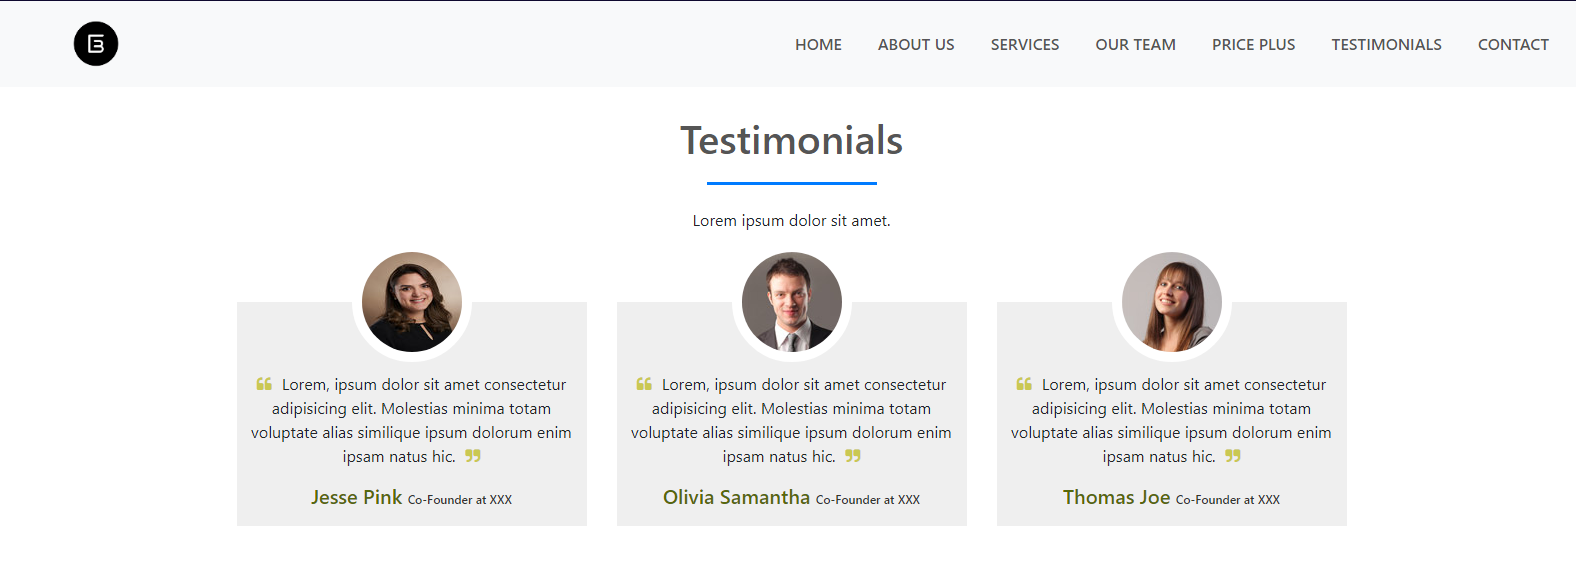 HOME ABOUT US SERVICES OUR TEAM PRICE PLUS TESTIMONIALS CONTACT
Testimonials
Lorem ipsum dolor sit amet.
❝ Lorem, ipsum dolor sit amet consectetur
adipisicing elit. Molestias minima totam
voluptate alias similique ipsum dolorum enim
ipsam natus hic. ❞
Jesse Pink Co-Founder at XXX
❝ Lorem, ipsum dolor sit amet consectetur
adipisicing elit. Molestias minima totam
voluptate alias similique ipsum dolorum enim
ipsam natus hic. ❞
Olivia Samantha Co-Founder at XXX
❝ Lorem, ipsum dolor sit amet consectetur
adipisicing elit. Molestias minima totam
voluptate alias similique ipsum dolorum enim
ipsam natus hic. ❞
Thomas Joe Co-Founder at XXX